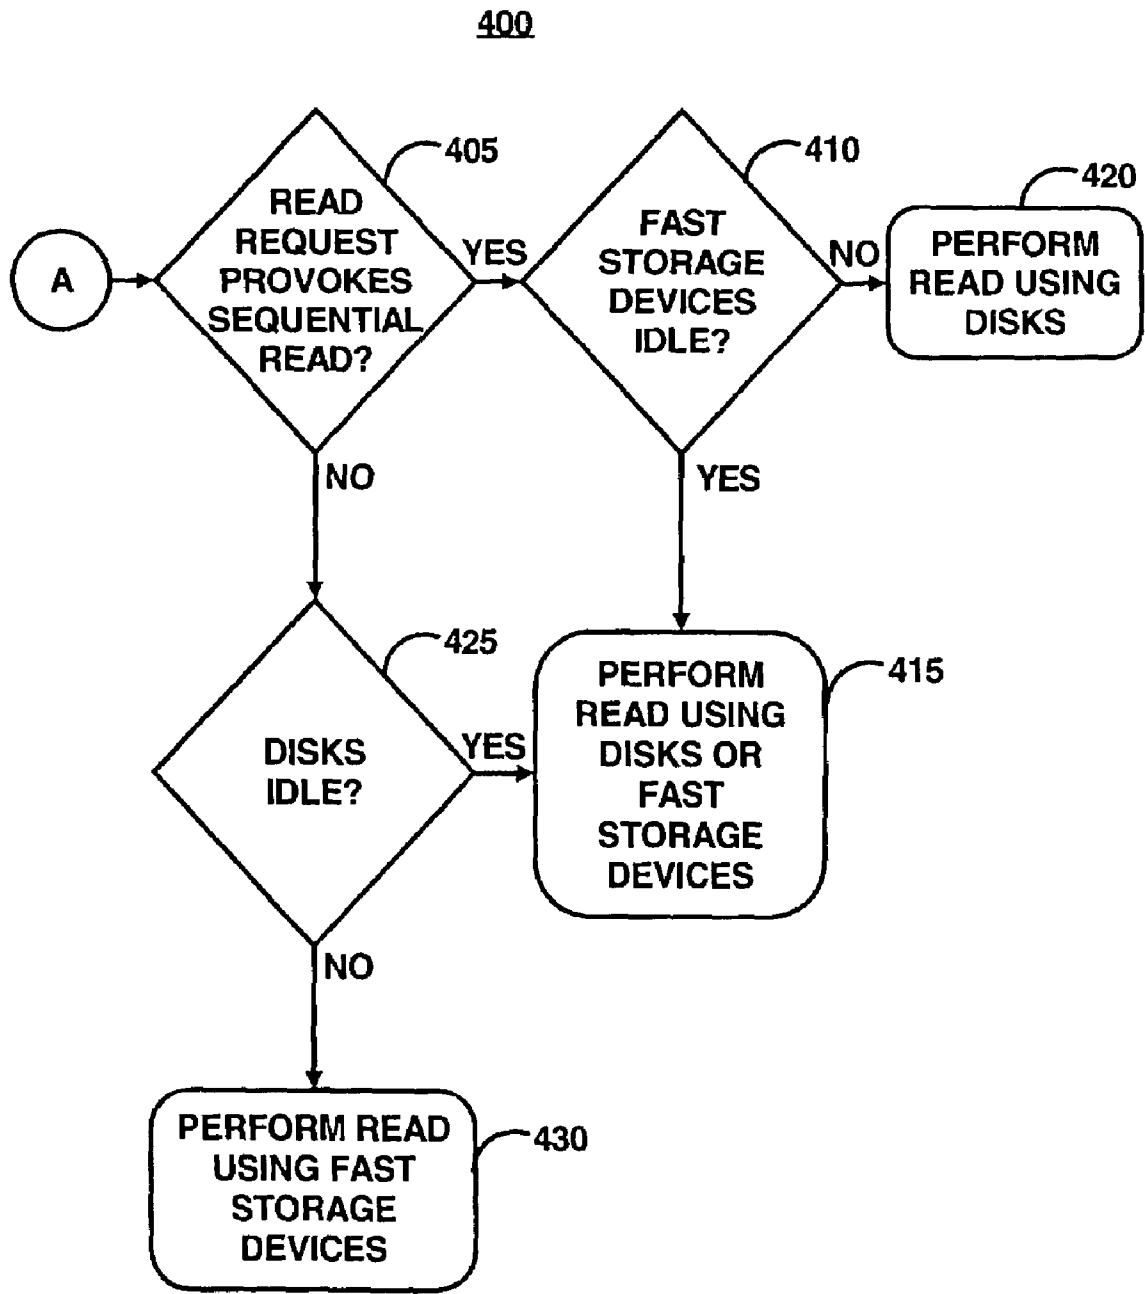 400
405
READ
REQUEST
PROVOKES
SEQUENTIAL
READ?
A
YES
NO
410
FAST
STORAGE
DEVICES
IDLE?
NO
YES
420
PERFORM
READ USING
DISKS
425
DISKS
IDLE?
YES
NO
415
PERFORM
READ USING
DISKS OR
FAST
STORAGE
DEVICES
430
PERFORM READ
USING FAST
STORAGE
DEVICES